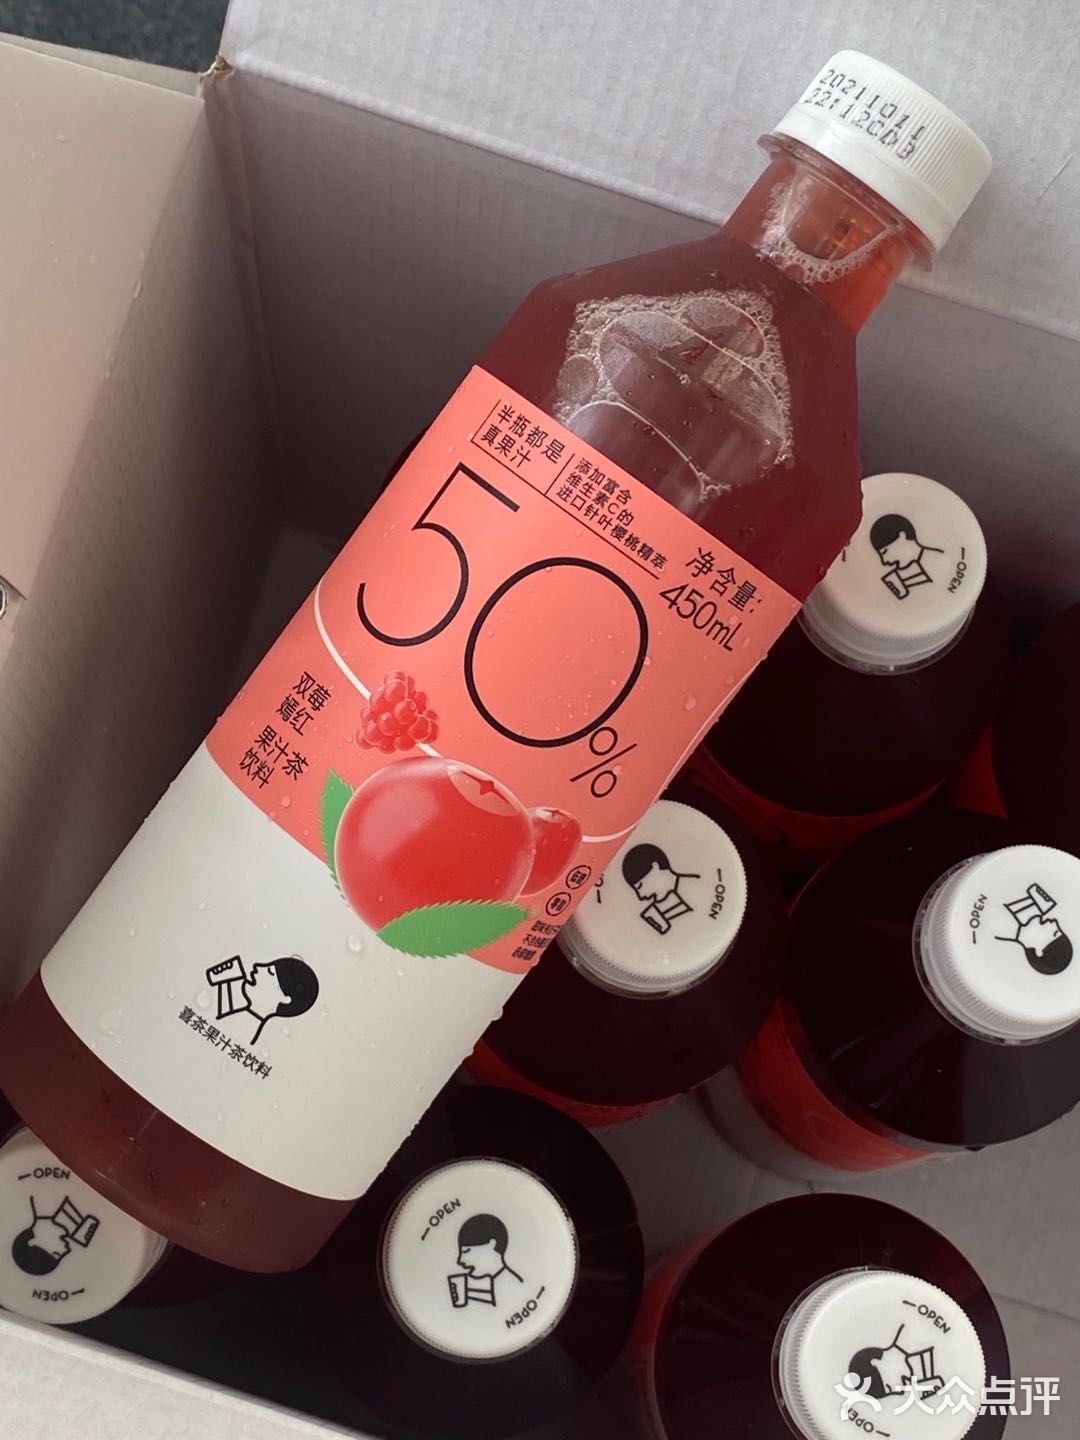 20211011
22:12CDB
半瓶都是
真果汁
添加富含
维生素C的
进口针叶樱桃精萃
净含量:
450mL
50%
双莓
嫣红
果汁茶
饮料
喜茶果汁茶饮料
OPEN
OPEN
OPEN
OPEN
OPEN
OPEN
OPEN
OPEN
大众点评